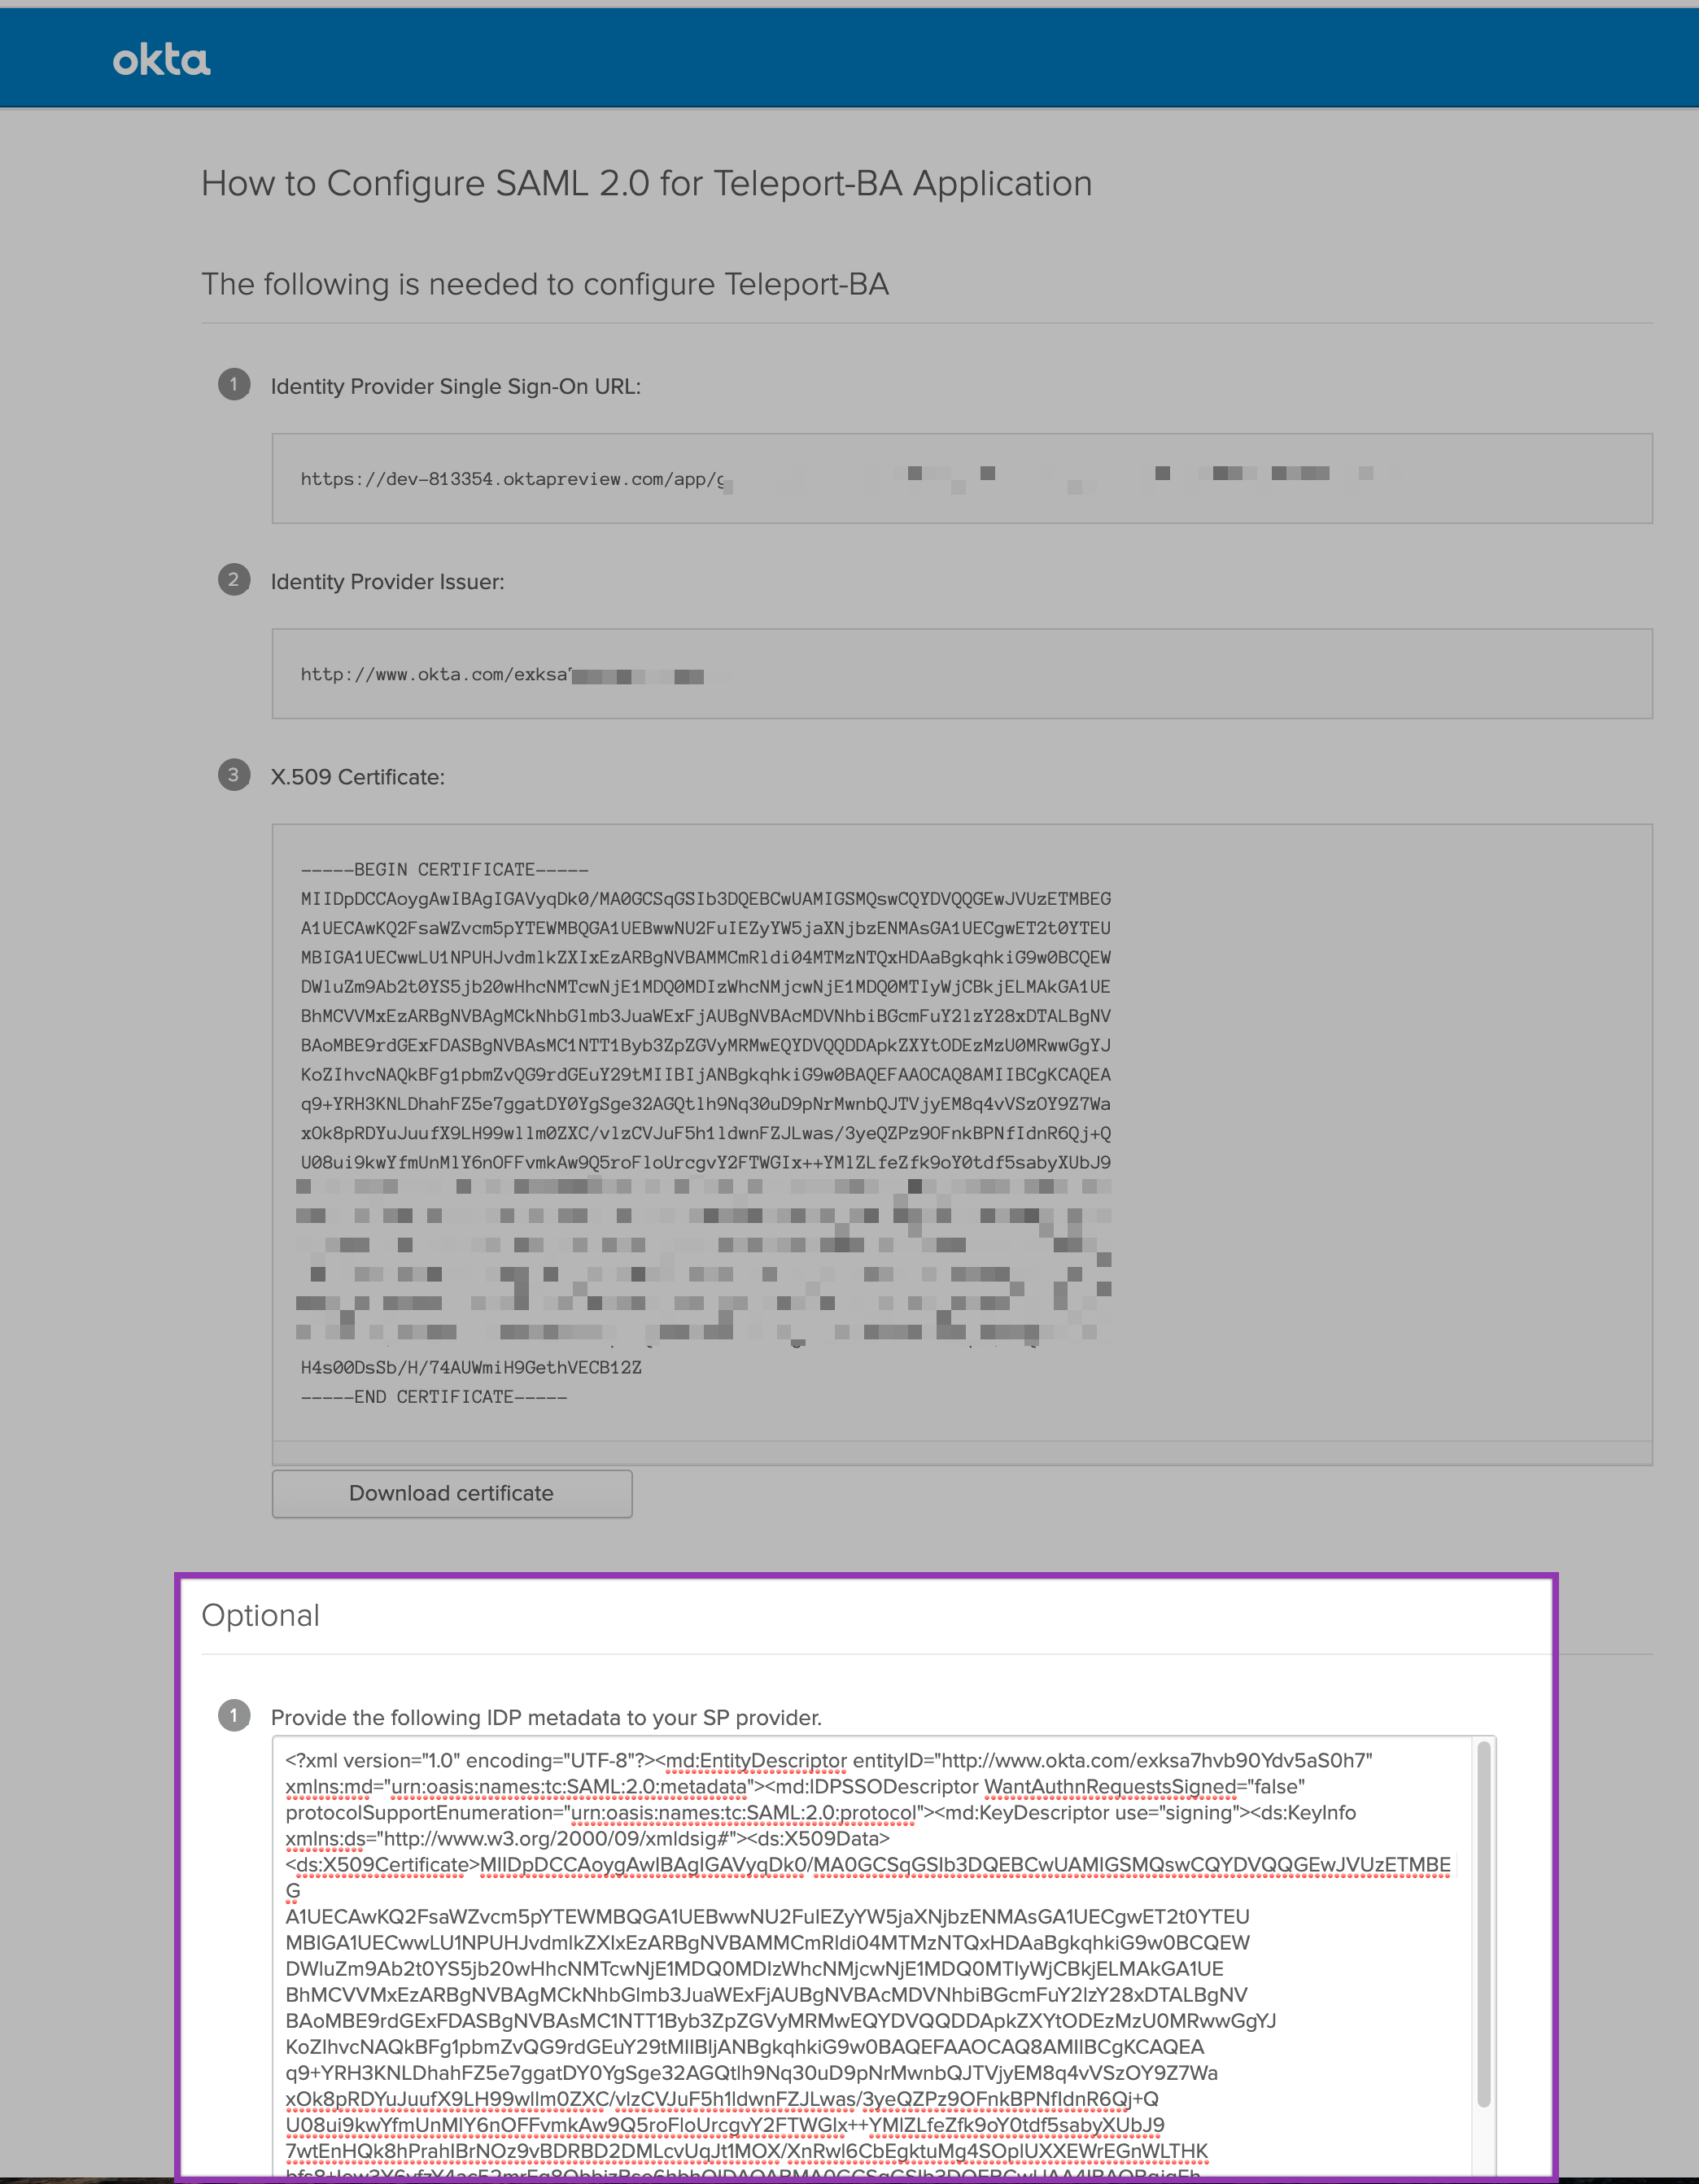 okta
How to Configure SAML 2.0 for Teleport-BA Application
The following is needed to configure Teleport-BA
1 Identity Provider Single Sign-On URL:
https://dev-813354.oktapreview.com/app/g
2 Identity Provider Issuer:
http://www.okta.com/exksa
3 X.509 Certificate:
-----BEGIN CERTIFICATE-----
MIIDpDCCAoygAwIBAgIGAVyqDk0/MA0GCSqGSIb3DQEBCwUAMIGSMQswCQYDVQQGEwJVUzETMBEG
A1UECAwKQ2FsaWZvcm5pYTEWMBQGA1UEBwwNU2FuIEZyYW5jaXNjbzENMAsGA1UECgwET2t0YTEU
MBIGA1UECwwLU1NPUHJvdmlkZXIxEzARBgNVBAMMCmRldi04MTMzNTQxHDAaBgkqhkiG9w0BCQEW
DWluZm9Ab2t0YS5jb20wHhcNMTcwNjE1MDQ0MDIzWhcNMjcwNjE1MDQ0MTIyWjCBkjELMAkGA1UE
BhMCVVMxEzARBgNVBAgMCkNhbGlmb3JuaWExFjAUBgNVBAcMDVNhbiBGcmFuY2lzY28xDTALBgNV
BAoMBE9rdGExFDASBgNVBAsMC1NTT1Byb3ZpZGVyMRMwEQYDVQQDDApkZXYtODEzMzU0MRwwGgYJ
KoZIhvcNAQkBFg1pbmZvQG9rdGEuY29tMIIBIjANBgkqhkiG9w0BAQEFAAOCAQ8AMIIBCgKCAQEA
q9+YRH3KNLDhahFZ5e7ggatDY0YgSge32AGQtlh9Nq30uD9pNrMwnbQJTVjyEM8q4vVSzOY9Z7Wa
xOk8pRDYuJuufX9LH99wllm0ZXC/vlzCVJuF5h1ldwnFZJLwas/3yeQZPz9OFnkBPNfIdnR6Qj+Q
U08ui9kwYfmUnMlY6nOFFvmkAw9Q5roFloUrcgvY2FTWGIx++YMlZLfeZfk9oY0tdf5sabyXUbJ9
H4s00DsSb/H/74AUWmiH9GethVECB12Z
-----END CERTIFICATE-----
Download certificate
Optional
1 Provide the following IDP metadata to your SP provider.
<?xml version="1.0" encoding="UTF-8"?><md:EntityDescriptor entityID="http://www.okta.com/exksa7hvb90Ydv5aS0h7"
xmlns:md="urn:oasis:names:tc:SAML:2.0:metadata"><md:IDPSSODescriptor WantAuthnRequestsSigned="false"
protocolSupportEnumeration="urn:oasis:names:tc:SAML:2.0:protocol"><md:KeyDescriptor use="signing"><ds:KeyInfo
xmlns:ds="http://www.w3.org/2000/09/xmldsig#"><ds:X509Data>
<ds:X509Certificate>MIIDpDCCAoygAwIBAgIGAVyqDk0/MA0GCSqGSIb3DQEBCwUAMIGSMQswCQYDVQQGEwJVUzETMBE
G
A1UECAwKQ2FsaWZvcm5pYTEWMBQGA1UEBwwNU2FuIEZyYW5jaXNjbzENMAsGA1UECgwET2t0YTEU
MBIGA1UECwwLU1NPUHJvdmlkZXIxEzARBgNVBAMMCmRldi04MTMzNTQxHDAaBgkqhkiG9w0BCQEW
DWluZm9Ab2t0YS5jb20wHhcNMTcwNjE1MDQ0MDIzWhcNMjcwNjE1MDQ0MTIyWjCBkjELMAkGA1UE
BhMCVVMxEzARBgNVBAgMCkNhbGlmb3JuaWExFjAUBgNVBAcMDVNhbiBGcmFuY2lzY28xDTALBgNV
BAoMBE9rdGExFDASBgNVBAsMC1NTT1Byb3ZpZGVyMRMwEQYDVQQDDApkZXYtODEzMzU0MRwwGgYJ
KoZIhvcNAQkBFg1pbmZvQG9rdGEuY29tMIIBIjANBgkqhkiG9w0BAQEFAAOCAQ8AMIIBCgKCAQEA
q9+YRH3KNLDhahFZ5e7ggatDY0YgSge32AGQtlh9Nq30uD9pNrMwnbQJTVjyEM8q4vVSzOY9Z7Wa
xOk8pRDYuJuufX9LH99wllm0ZXC/vlzCVJuF5h1ldwnFZJLwas/3yeQZPz9OFnkBPNfIdnR6Qj+Q
U08ui9kwYfmUnMlY6nOFFvmkAw9Q5roFloUrcgvY2FTWGIx++YMlZLfeZfk9oY0tdf5sabyXUbJ9
7wtEnHQk8hPrahlBrNOz9vBDRBD2DMLcvUqJt1MOX/XnRwl6CbEgktuMg4SOplUXXEWrEGnWLTHK